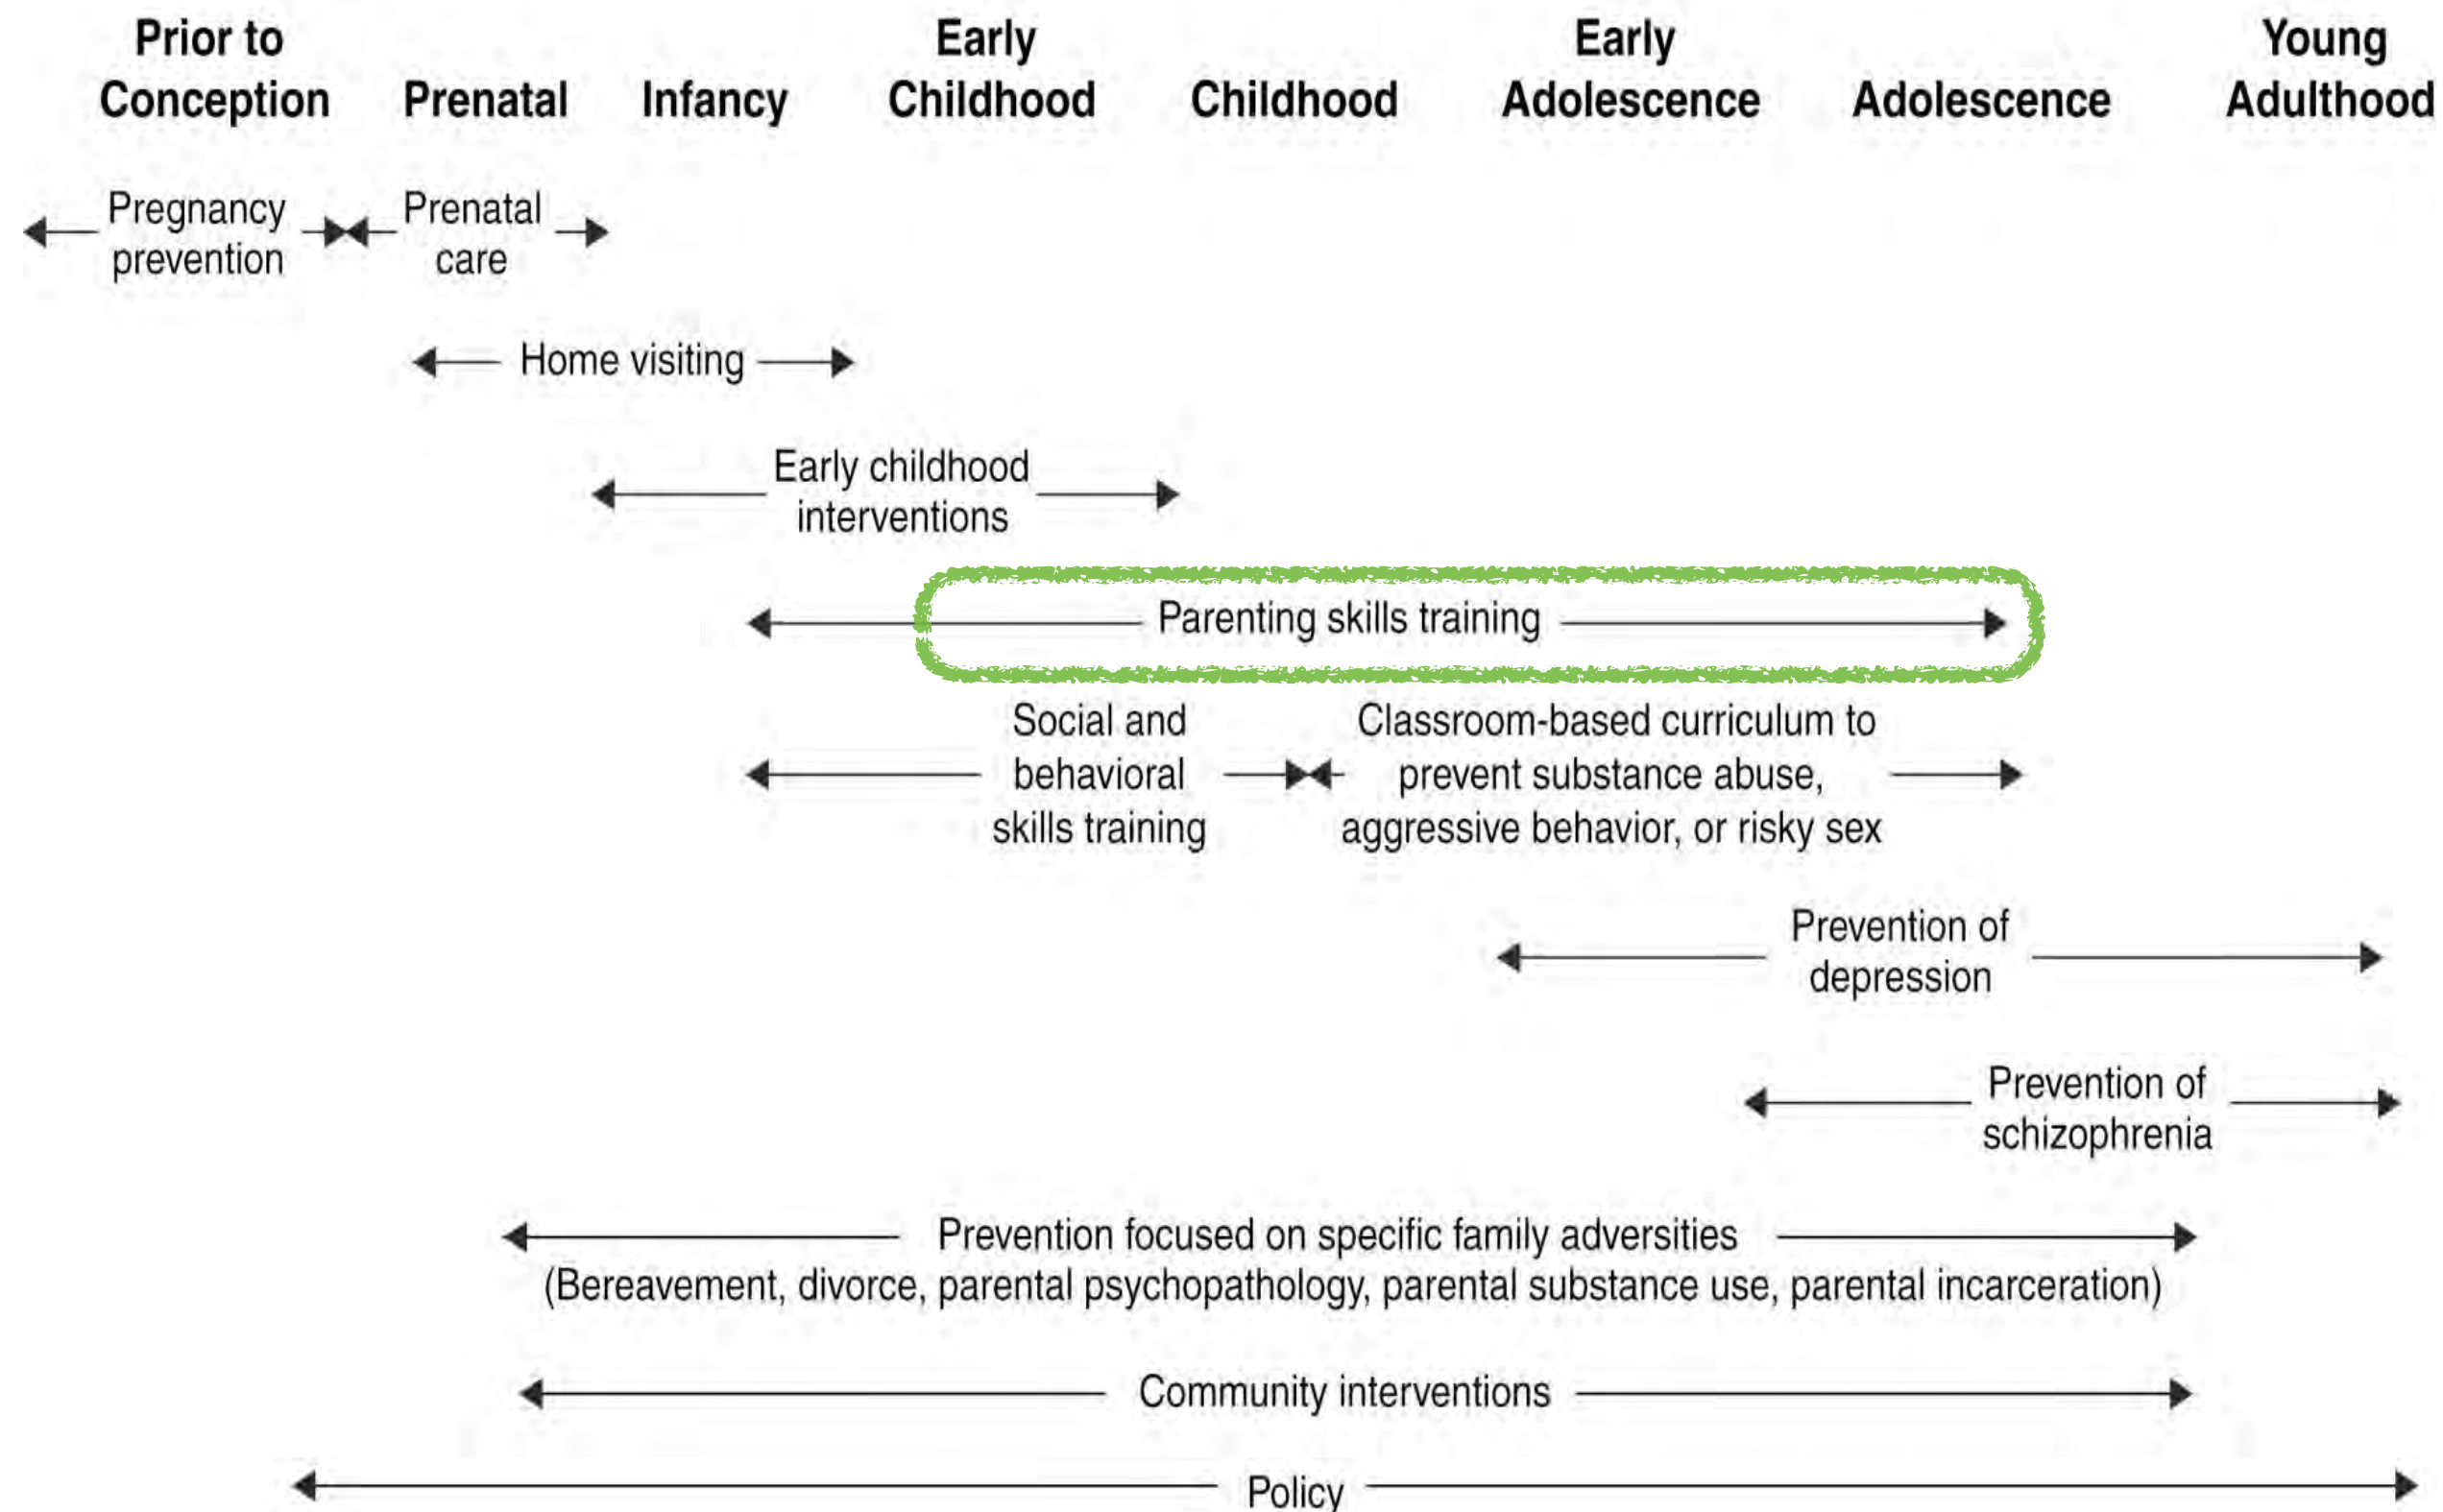 Prior to Conception Prenatal Infancy Early Childhood Childhood Early Adolescence Adolescence Young Adulthood
Pregnancy prevention
Prenatal care
Home visiting
Early childhood
interventions
Parenting skills training
Social and
behavioral
skills training
Classroom-based curriculum to
prevent substance abuse,
aggressive behavior, or risky sex
Prevention of
depression
Prevention of
schizophrenia
Prevention focused on specific family adversities
(Bereavement, divorce, parental psychopathology, parental substance use, parental incarceration)
Community interventions
Policy